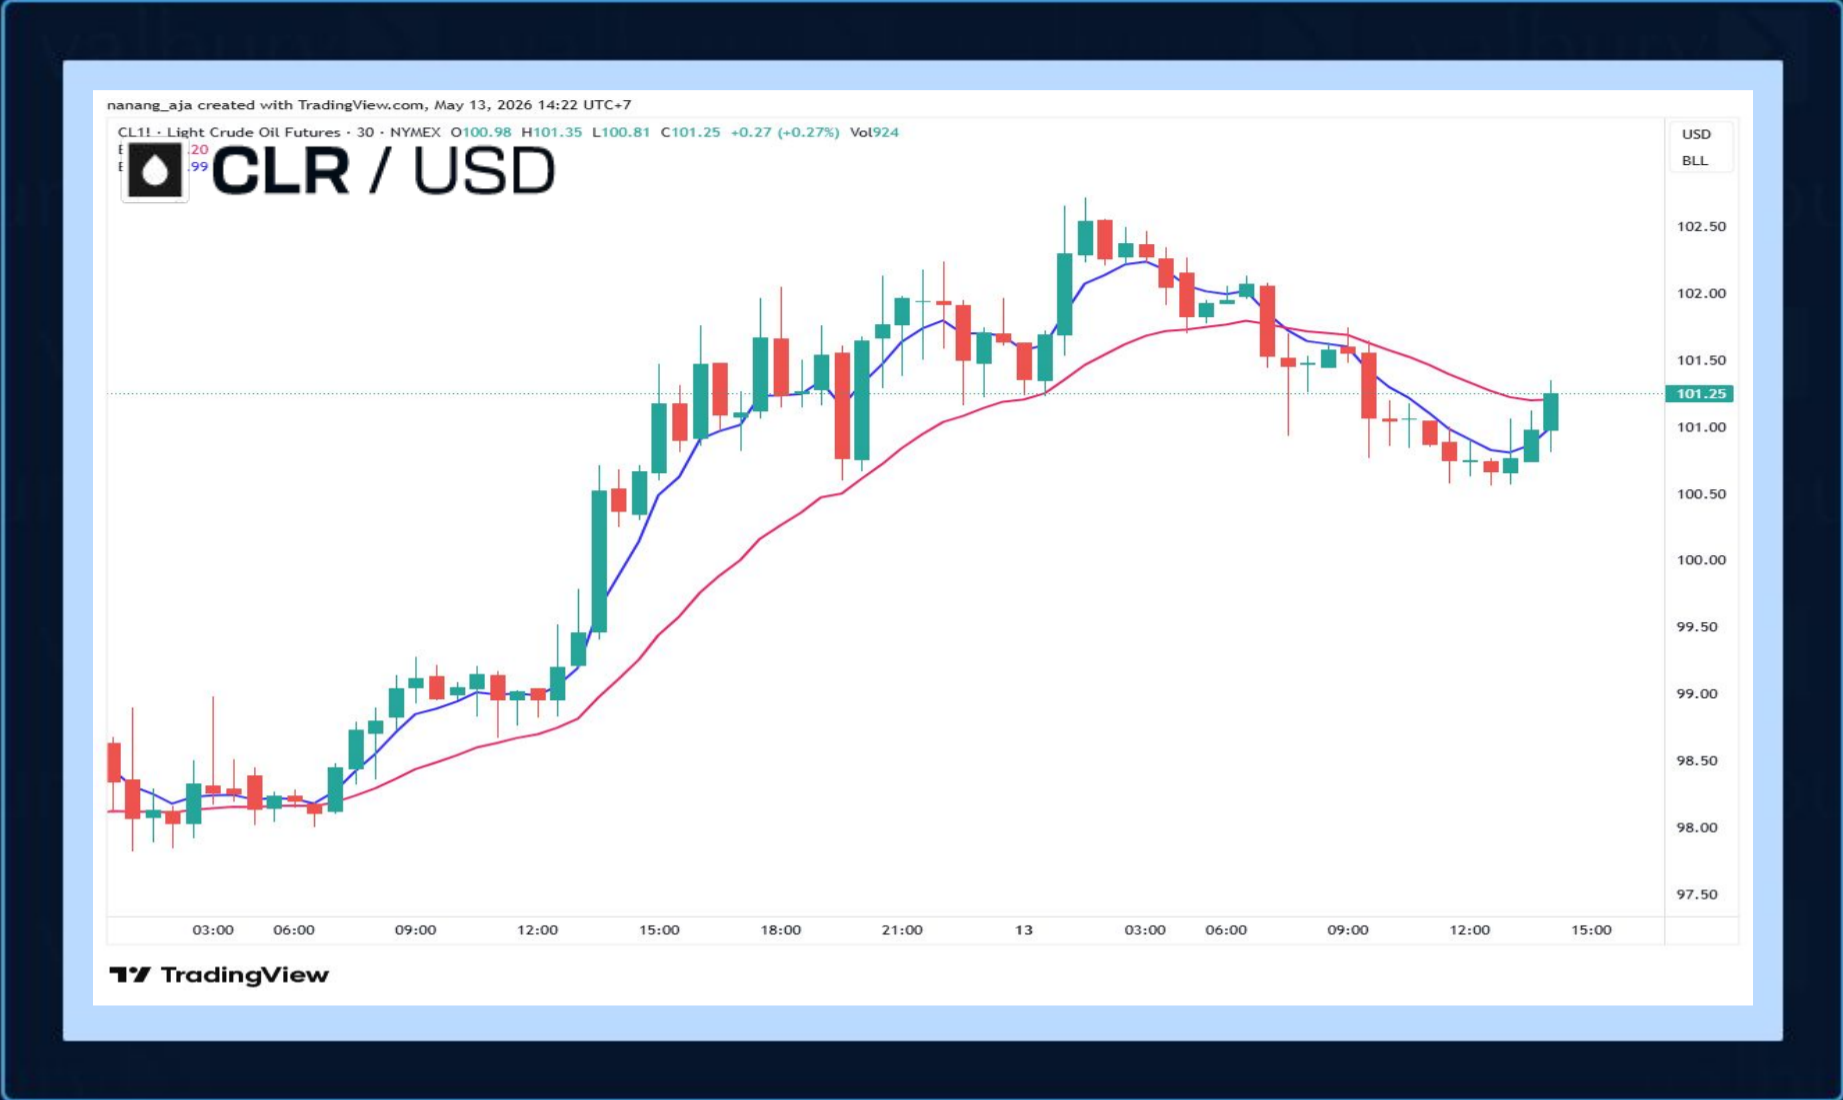 nanang_aja created with TradingView.com, May 13, 2026 14:22 UTC+7
CL1! · Light Crude Oil Futures · 30 · NYMEX O100.98 H101.35 L100.81 C101.25 +0.27 (+0.27%) Vol924
.20
.99
CLR / USD
USD
BLL
102.50
102.00
101.50
101.25
101.00
100.50
100.00
99.50
99.00
98.50
98.00
97.50
03:00 06:00 09:00 12:00 15:00 18:00 21:00 13 03:00 06:00 09:00 12:00 15:00
TradingView